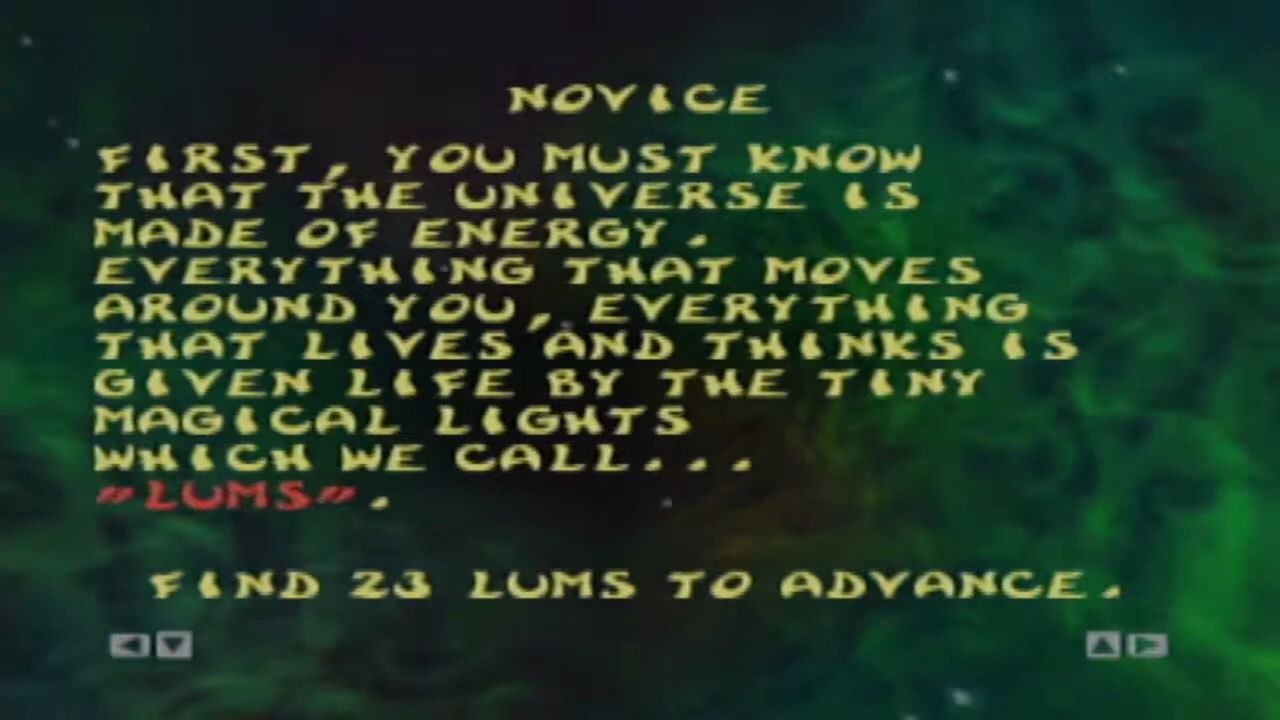 NOVICE
FIRST, YOU MUST KNOW
THAT THE UNIVERSE IS
MADE OF ENERGY.
EVERYTHING THAT MOVES
AROUND YOU, EVERYTHING
THAT LIVES AND THINKS IS
GIVEN LIFE BY THE TINY
MAGICAL LIGHTS
WHICH WE CALL...
"LUMS".
FIND 23 LUMS TO ADVANCE.